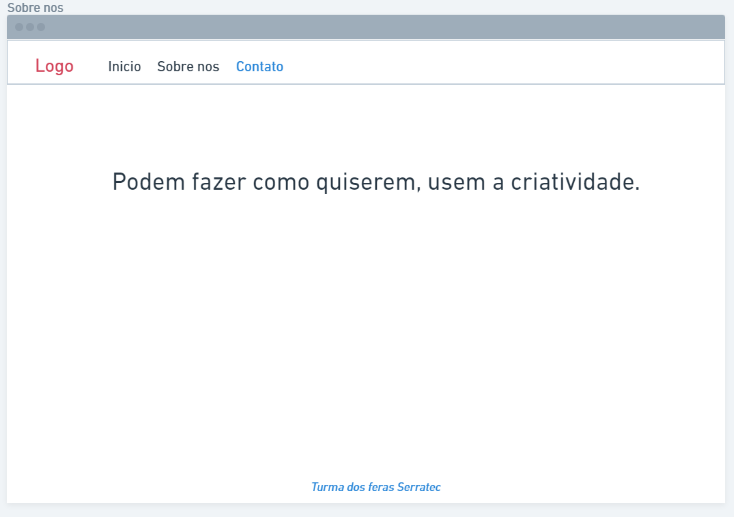 Sobre nos
Logo Inicio Sobre nos Contato
Podem fazer como quiserem, usem a criatividade.
Turma dos feras Serratec